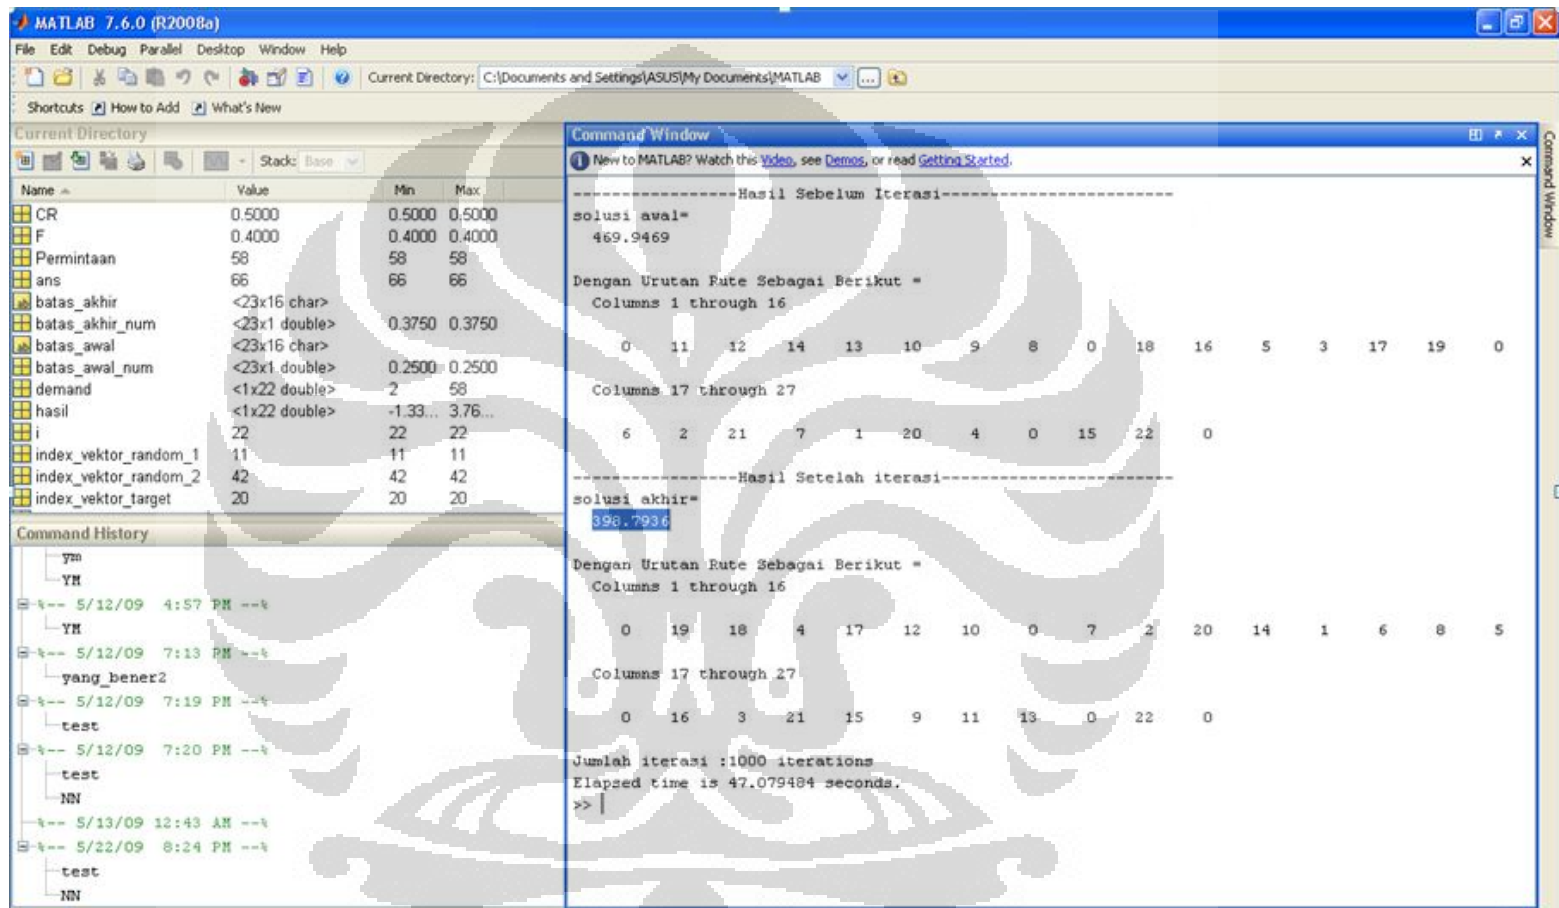 MATLAB 7.6.0 (R2008a)
File Edit Debug Parallel Desktop Window Help
Current Directory: C:\Documents and Settings\ASUS\My Documents\MATLAB
Shortcuts How to Add What's New
Current Directory
Stack: Base
Name Value Min Max
CR 0.5000 0.5000 0.5000
F 0.4000 0.4000 0.4000
Permintaan 58 58 58
ans 66 66 66
batas_akhir <23x16 char>
batas_akhir_num <23x1 double> 0.3750 0.3750
batas_awal <23x16 char>
batas_awal_num <23x1 double> 0.2500 0.2500
demand <1x22 double> 2 58
hasil <1x22 double> -1.33... 3.76...
i 22 22 22
index_vektor_random_1 11 11 11
index_vektor_random_2 42 42 42
index_vektor_target 20 20 20
Command History
ym
YM
%-- 5/12/09 4:57 PM --%
YM
%-- 5/12/09 7:13 PM --%
yang_bener2
%-- 5/12/09 7:19 PM --%
test
%-- 5/12/09 7:20 PM --%
test
NN
%-- 5/13/09 12:43 AM --%
%-- 5/22/09 8:24 PM --%
test
NN
Command Window
New to MATLAB? Watch this Video, see Demos, or read Getting Started.
------------------Hasil Sebelum Iterasi-------------------------
solusi awal=
469.9469
Dengan Urutan Rute Sebagai Berikut =
Columns 1 through 16
0 11 12 14 13 10 9 8 0 18 16 5 3 17 19 0
Columns 17 through 27
6 2 21 7 1 20 4 0 15 22 0
------------------Hasil Setelah iterasi-------------------------
solusi akhir=
398.7936
Dengan Urutan Rute Sebagai Berikut =
Columns 1 through 16
0 19 18 4 17 12 10 0 7 2 20 14 1 6 8 5
Columns 17 through 27
0 16 3 21 15 9 11 13 0 22 0
Jumlah iterasi :1000 iterations
Elapsed time is 47.079484 seconds.
>>
Command Window